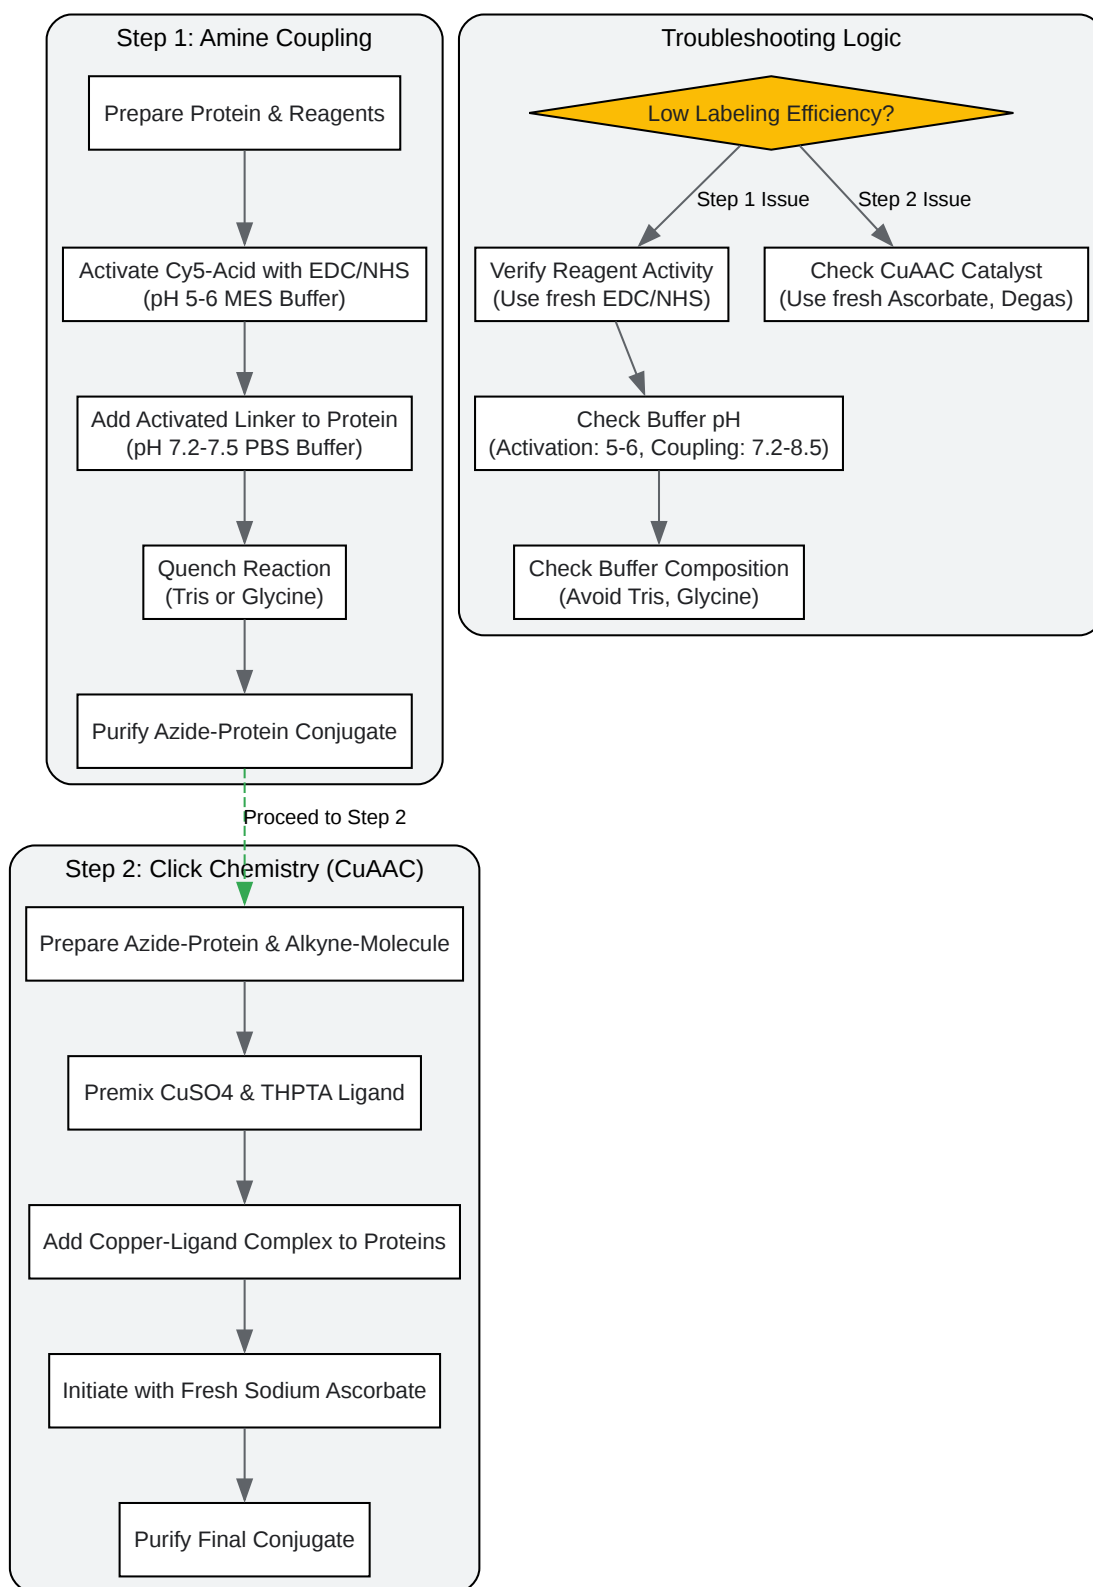 Step 1: Amine Coupling
Prepare Protein & Reagents
Activate Cy5-Acid with EDC/NHS
(pH 5-6 MES Buffer)
Add Activated Linker to Protein
(pH 7.2-7.5 PBS Buffer)
Quench Reaction
(Tris or Glycine)
Purify Azide-Protein Conjugate
Proceed to Step 2
Step 2: Click Chemistry (CuAAC)
Prepare Azide-Protein & Alkyne-Molecule
Premix CuSO4 & THPTA Ligand
Add Copper-Ligand Complex to Proteins
Initiate with Fresh Sodium Ascorbate
Purify Final Conjugate
Troubleshooting Logic
Low Labeling Efficiency?
Step 1 Issue
Step 2 Issue
Verify Reagent Activity
(Use fresh EDC/NHS)
Check CuAAC Catalyst
(Use fresh Ascorbate, Degas)
Check Buffer pH
(Activation: 5-6, Coupling: 7.2-8.5)
Check Buffer Composition
(Avoid Tris, Glycine)